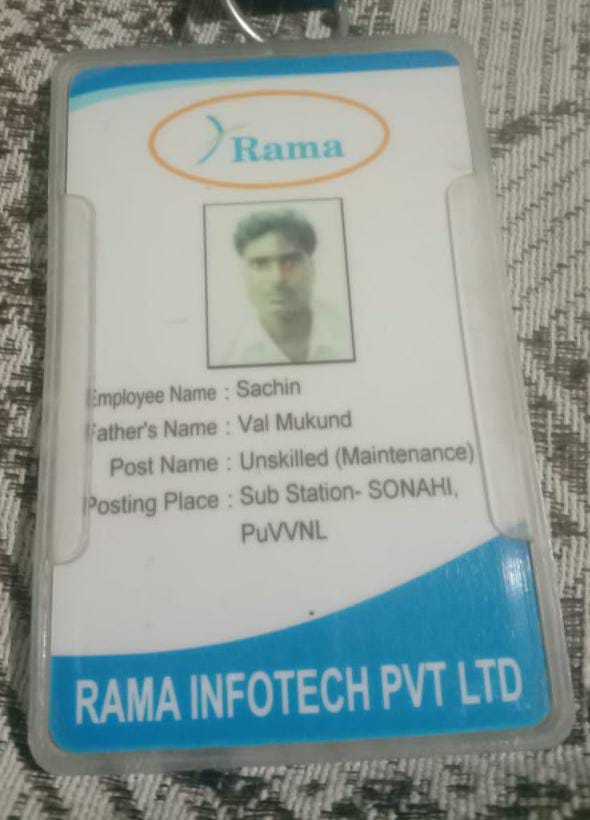 Rama
Employee Name : Sachin
Father's Name : Val Mukund
Post Name : Unskilled (Maintenance)
Posting Place : Sub Station- SONAHI,
PuVVNL
RAMA INFOTECH PVT LTD